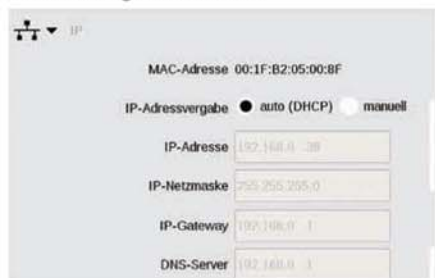 IP
MAC-Adresse 00:1F:B2:05:00:8F
IP-Adressvergabe auto (DHCP) manuell
IP-Adresse 192.168.0 .38
IP-Netzmaske 255.255.255.0
IP-Gateway 192.168.0 .1
DNS-Server 192.168.0 .1